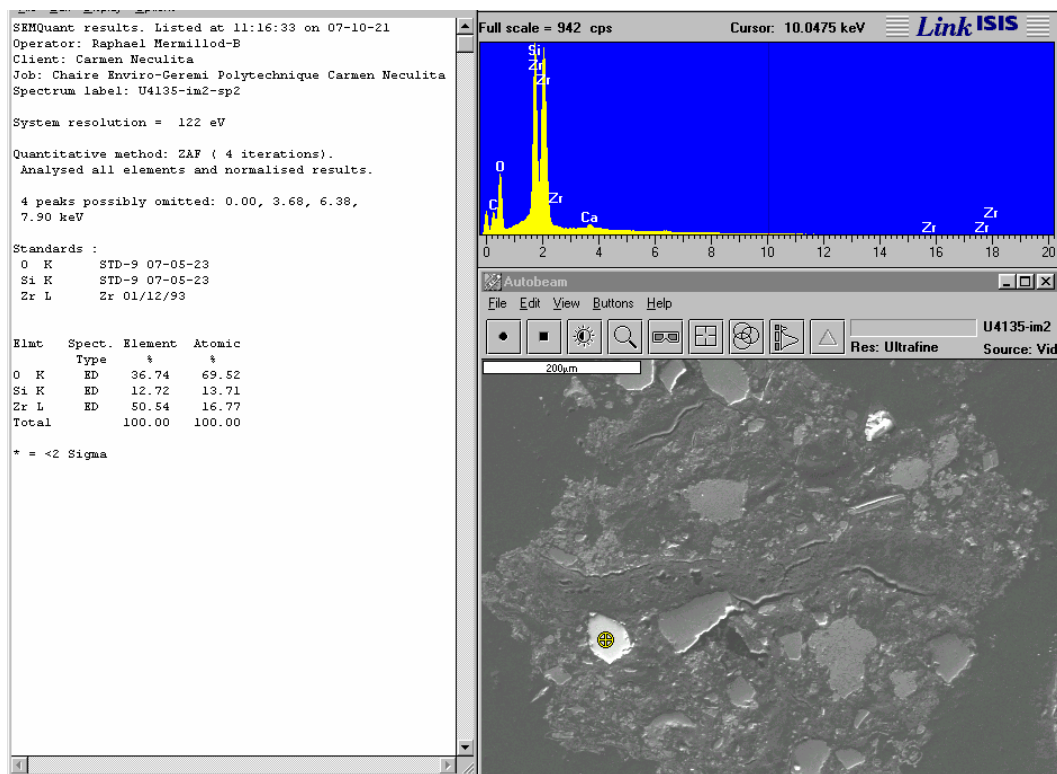 SEMQuant results. Listed at 11:16:33 on 07-10-21
Operator: Raphael Mermillod-B
Client: Carmen Neculita
Job: Chaire Enviro-Geremi Polytechnique Carmen Neculita
Spectrum label: U4135-im2-sp2
System resolution = 122 eV
Quantitative method: ZAF ( 4 iterations).
Analysed all elements and normalised results.
4 peaks possibly omitted: 0.00, 3.68, 6.38,
7.90 keV
Standards :
O K STD-9 07-05-23
Si K STD-9 07-05-23
Zr L Zr 01/12/93
Elmt Spect. Element Atomic
Type % %
O K ED 36.74 69.52
Si K ED 12.72 13.71
Zr L ED 50.54 16.77
Total 100.00 100.00
* = <2 Sigma
Full scale = 942 cps Cursor: 10.0475 keV Link ISIS
Si
Zr Zr
Zr
O
C
Zr
Ca
Zr
Zr Zr
0 2 4 6 8 10 12 14 16 18 20
Autobeam
File Edit View Buttons Help
U4135-im2
Res: Ultrafine Source: Vid
200µm